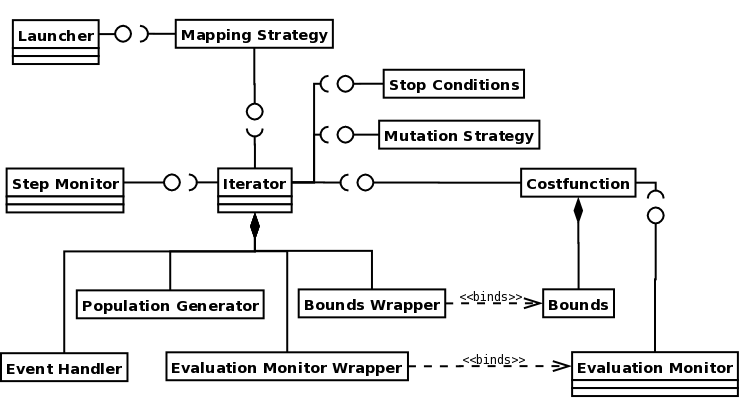 Launcher
Mapping Strategy
Stop Conditions
Mutation Strategy
Step Monitor
Iterator
Costfunction
Population Generator
Bounds Wrapper
<<binds>>
Bounds
Event Handler
Evaluation Monitor Wrapper
<<binds>>
Evaluation Monitor